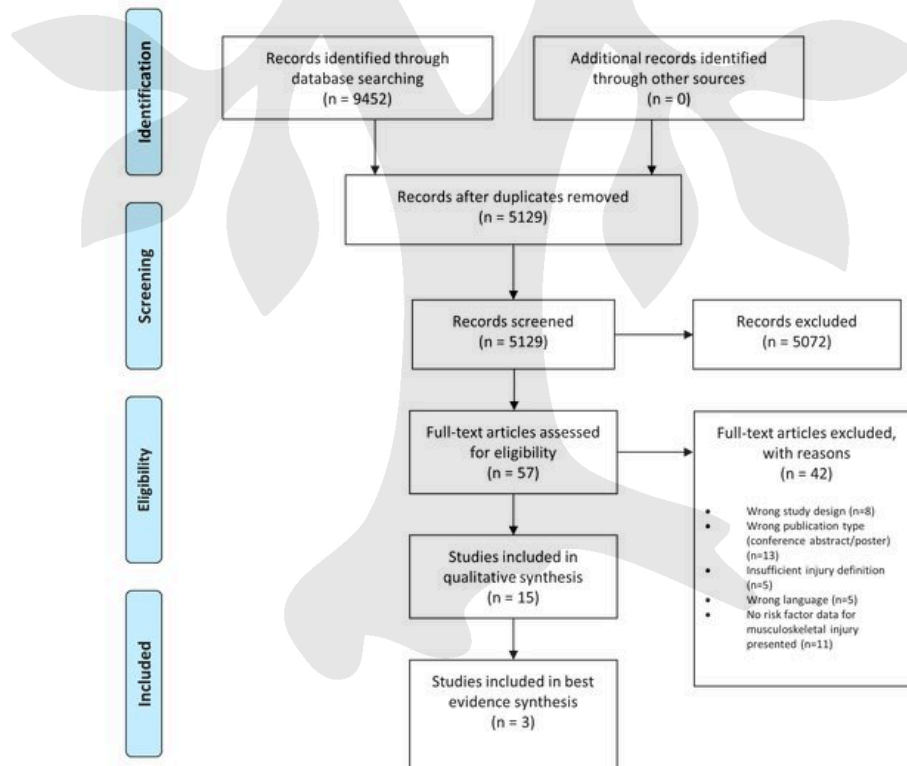 Identification
Records identified through
database searching
(n = 9452)
Additional records identified
through other sources
(n = 0)
Records after duplicates removed
(n = 5129)
Screening
Records screened
(n = 5129)
Records excluded
(n = 5072)
Eligibility
Full-text articles assessed
for eligibility
(n = 57)
Full-text articles excluded,
with reasons
(n = 42)
• Wrong study design (n=8)
• Wrong publication type
(conference abstract/poster)
(n=13)
• Insufficient injury definition
(n=5)
• Wrong language (n=5)
• No risk factor data for
musculoskeletal injury
presented (n=11)
Studies included in
qualitative synthesis
(n = 15)
Included
Studies included in best
evidence synthesis
(n = 3)